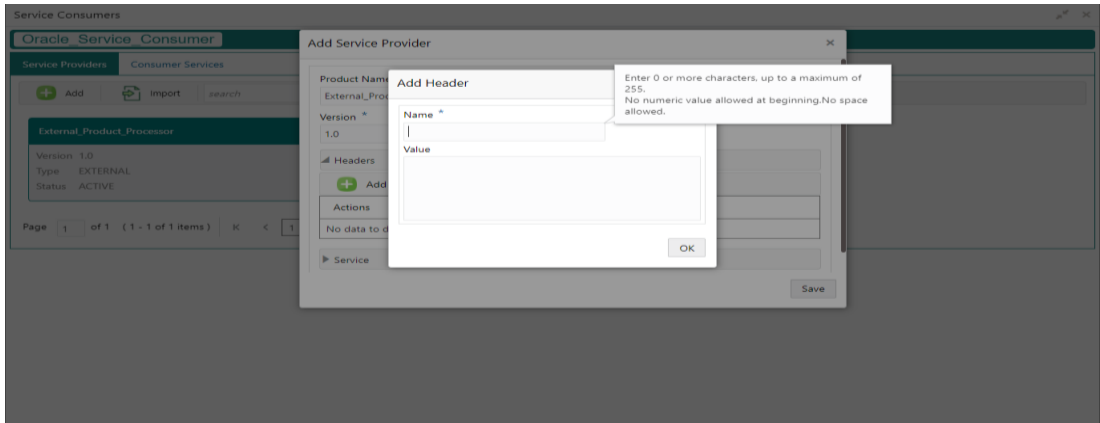 Service Consumers
Oracle_Service_Consumer
Service Providers Consumer Services
Add Import search
External_Product_Processor
Version 1.0
Type EXTERNAL
Status ACTIVE
Page 1 of 1 ( 1 - 1 of 1 items ) K < 1
Add Service Provider
Product Name
External_Proc
Version *
1.0
Headers
Add
Actions
No data to d
Service
Save
Add Header
Name *
Value
OK
Enter 0 or more characters, up to a maximum of
255.
No numeric value allowed at beginning.No space
allowed.